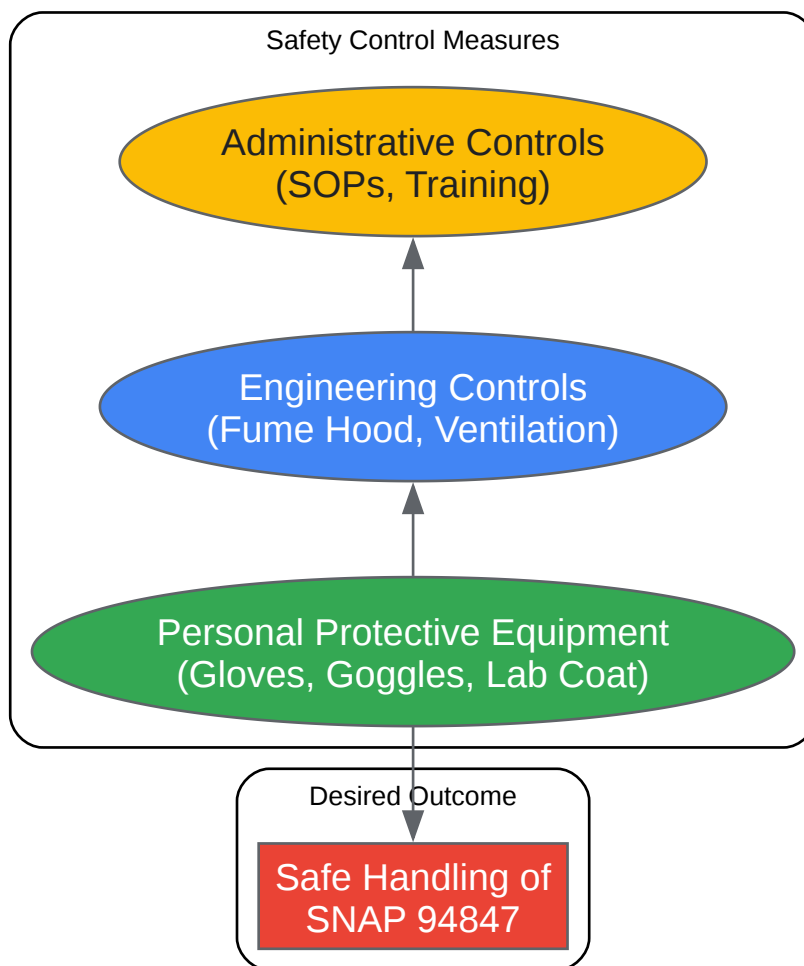 Safety Control Measures
Administrative Controls
(SOPs, Training)
Engineering Controls
(Fume Hood, Ventilation)
Personal Protective Equipment
(Gloves, Goggles, Lab Coat)
Desired Outcome
Safe Handling of
SNAP 94847